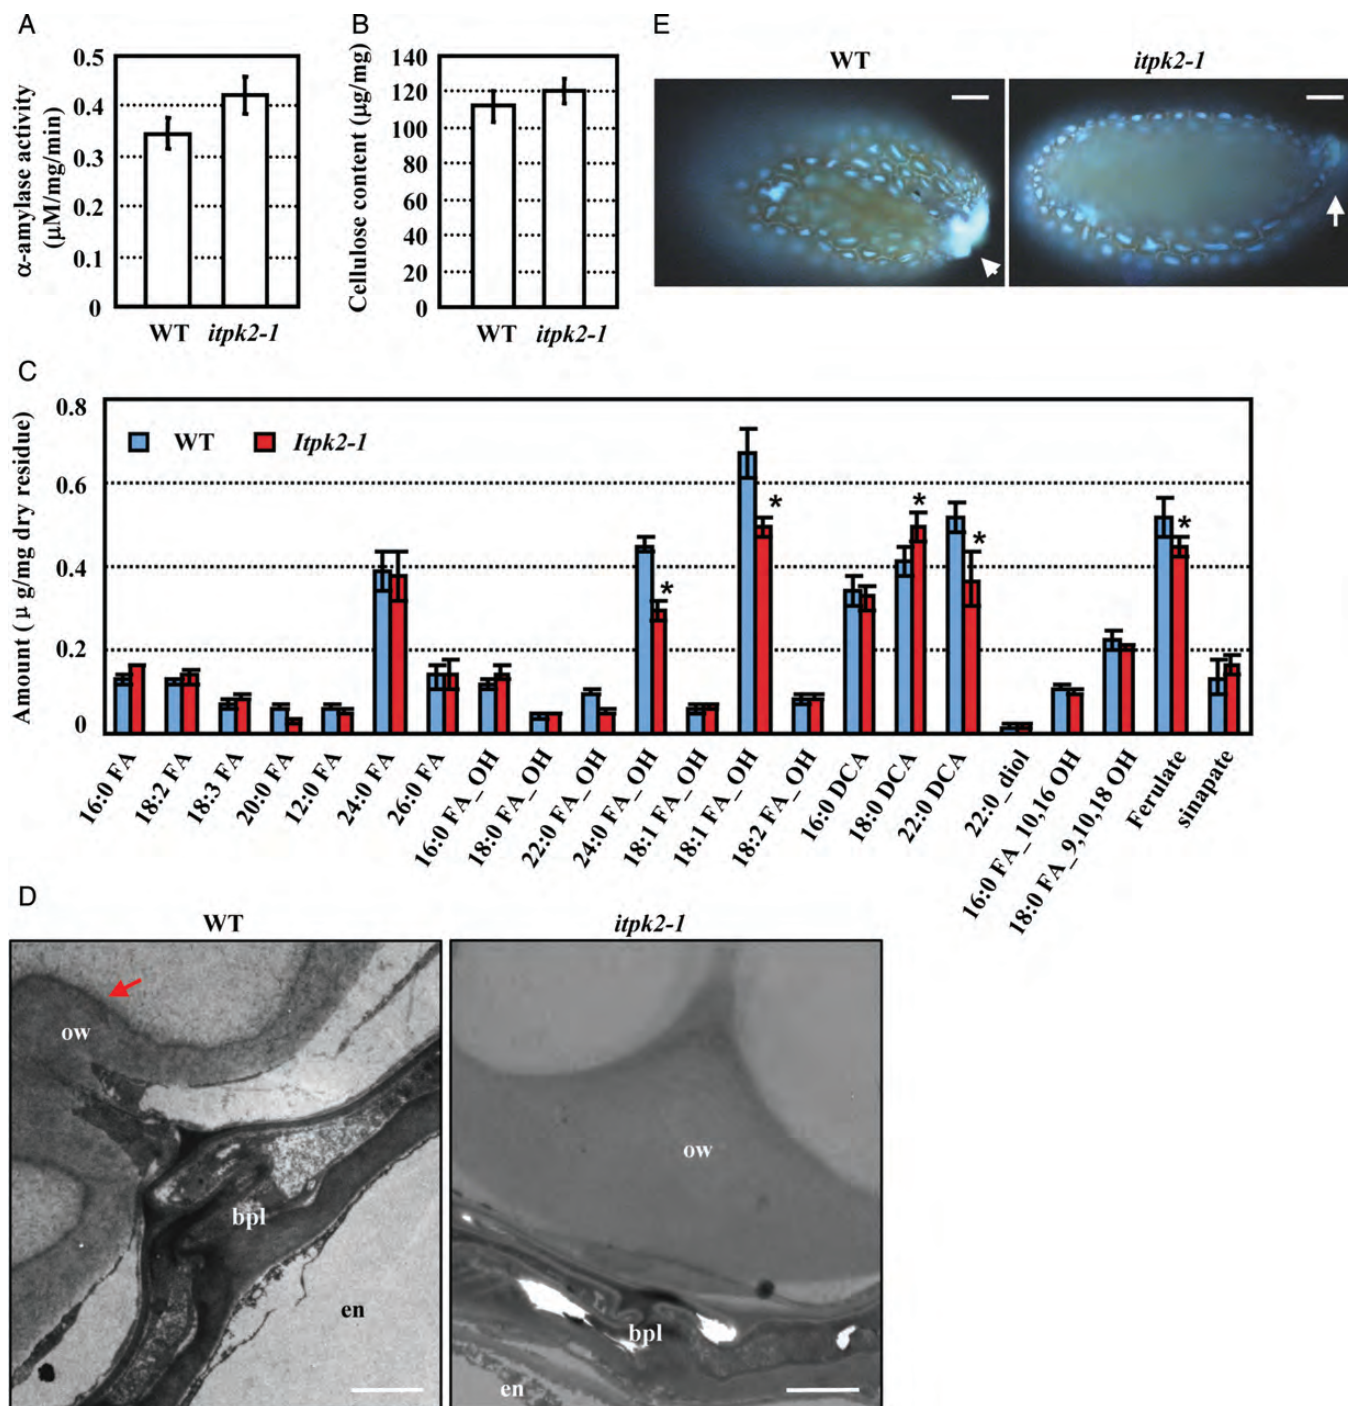 A
α-amylase activity
(μM/mg/min)
0.5
0.4
0.3
0.2
0.1
0
WT itpk2-1
B
Cellulose content (μg/mg)
140
120
100
80
60
40
20
0
WT itpk2-1
E
WT itpk2-1
C
Amount ( μ g/mg dry residue)
0.8
0.6
0.4
0.2
0
WT Itpk2-1
*
*
*
*
*
16:0 FA
18:2 FA
18:3 FA
20:0 FA
12:0 FA
24:0 FA
26:0 FA
16:0 FA_OH
18:0 FA_OH
22:0 FA_OH
24:0 FA_OH
18:1 FA_OH
18:1 FA_OH
18:2 FA_OH
16:0 DCA
18:0 DCA
22:0 DCA
22:0_diol
16:0 FA_10,16 OH
18:0 FA_9,10,18 OH
Ferulate
sinapate
D
WT itpk2-1
ow
bpl
en
ow
bpl
en